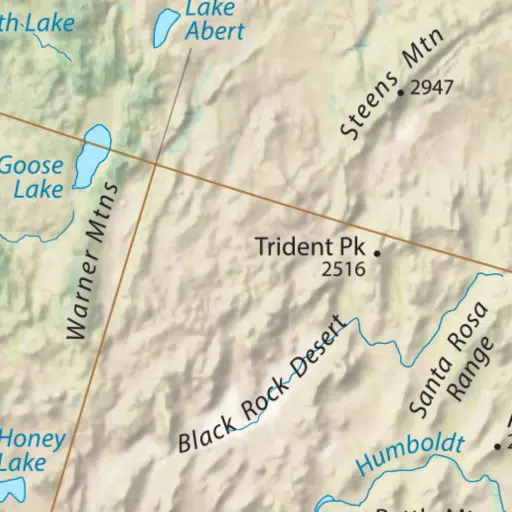 Lake
Abert
th Lake
Steens Mtn
2947
Goose
Lake
Warner Mtns
Trident Pk
2516
Black Rock Desert
Santa Rosa
Range
Honey
Lake
Humboldt